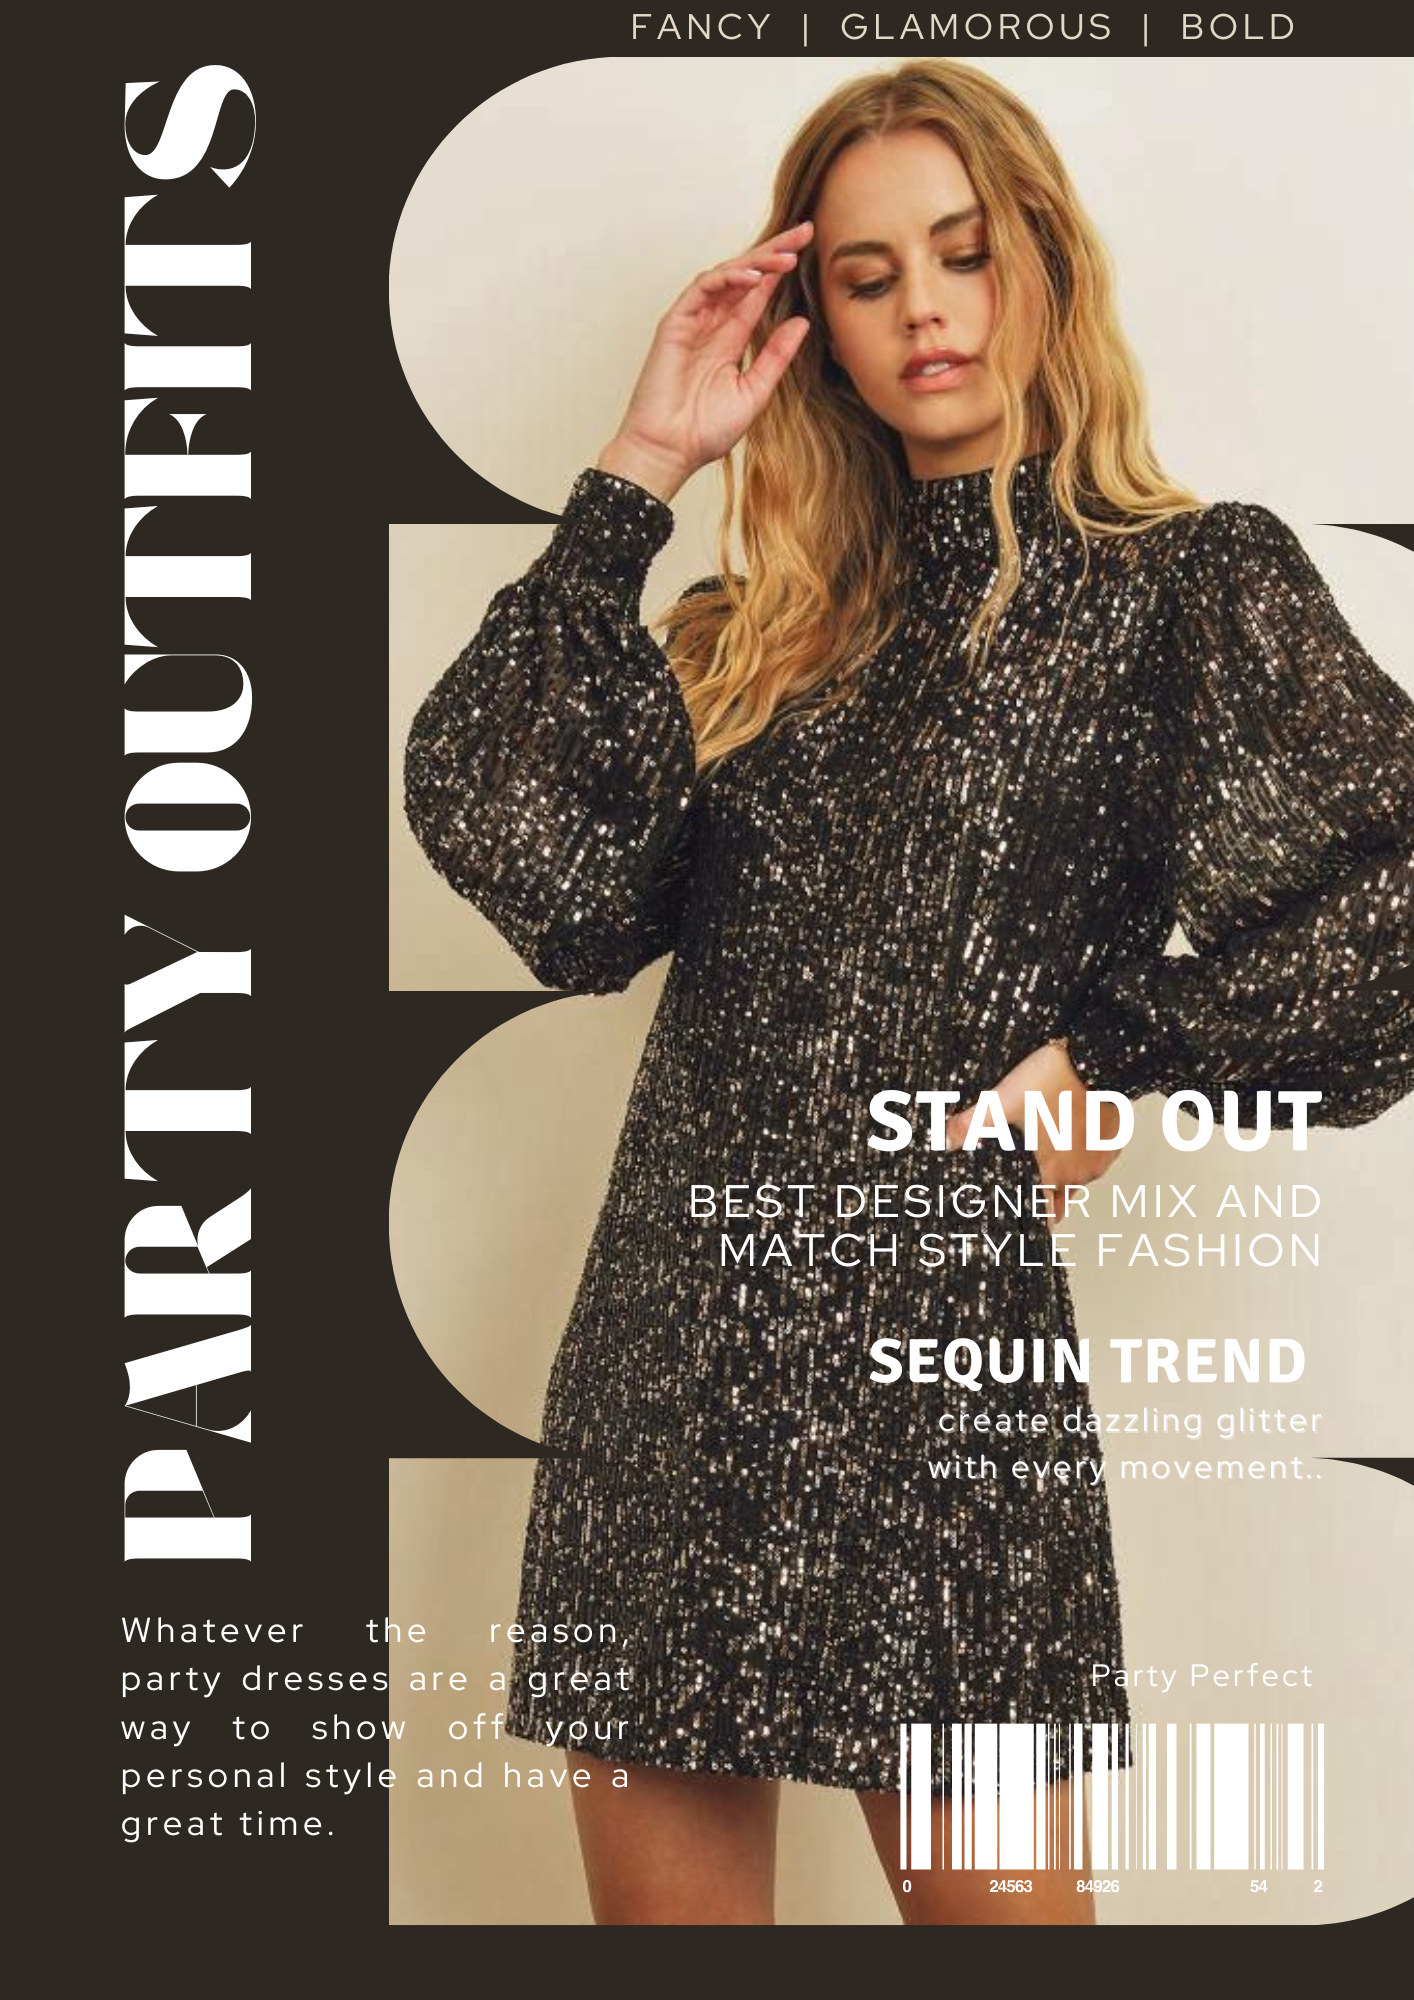 FANCY | GLAMOROUS | BOLD
PARTY OUTFITS
STAND OUT
BEST DESIGNER MIX AND
MATCH STYLE FASHION
SEQUIN TREND
create dazzling glitter
with every movement..
Whatever the reason,
party dresses are a great
way to show off your
personal style and have a
great time.
Party Perfect
0 24563 84926 54 2